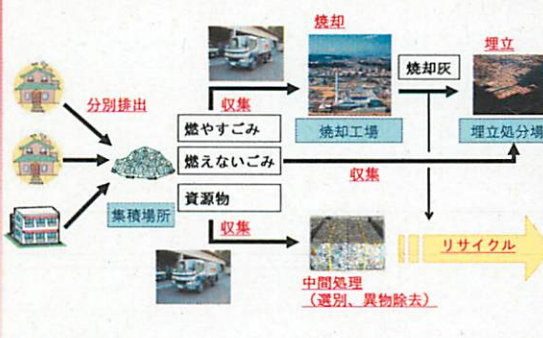 焼却
埋立
焼却灰
分別排出
収集
燃やすごみ
焼却工場
埋立処分場
燃えないごみ
収集
資源物
集積場所
収集
リサイクル
中間処理
（選別、異物除去）